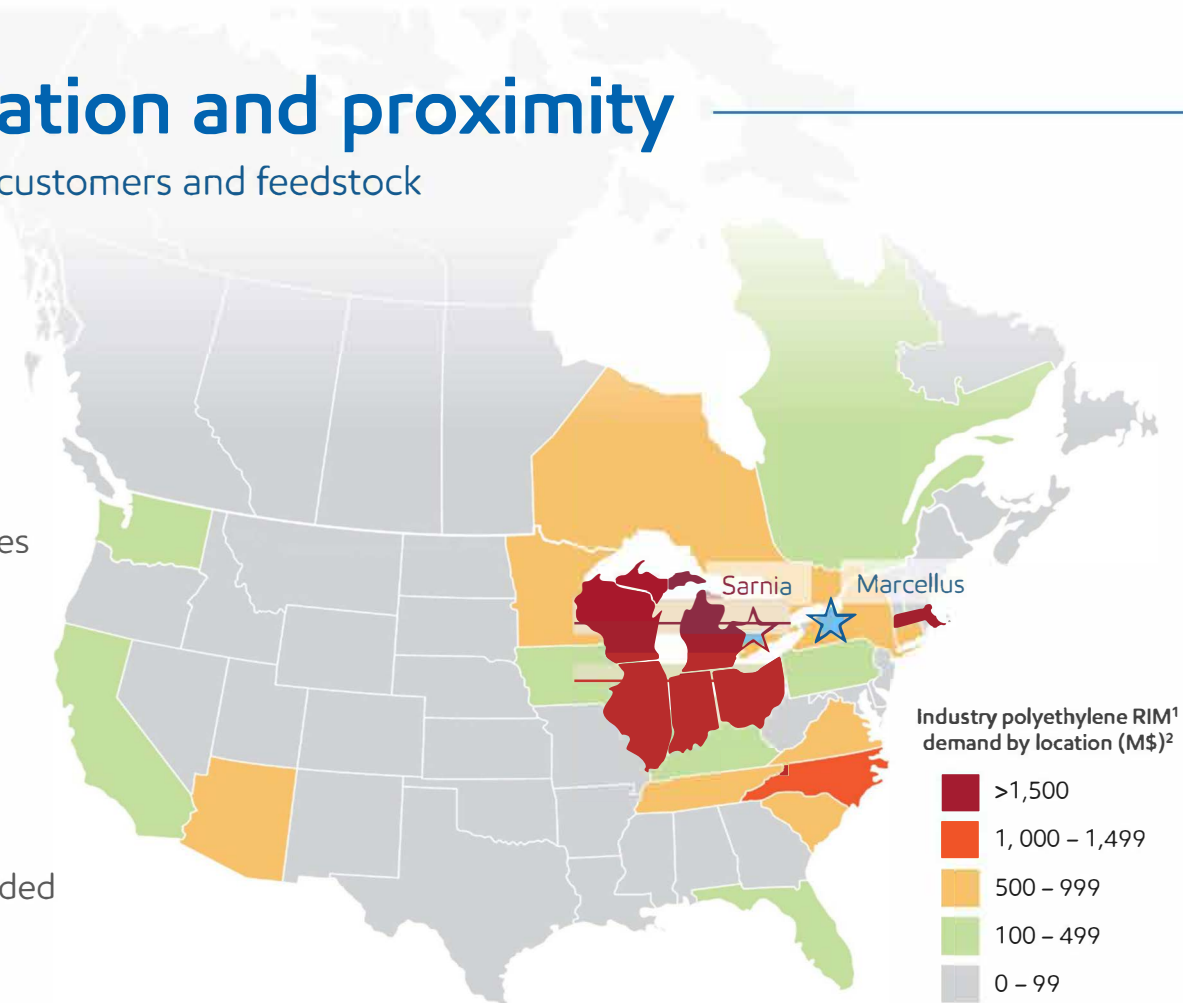 ation and proximity
customers and feedstock
es
ded
Sarnia
Marcellus
Industry polyethylene RIM¹
demand by location (M$)²
>1,500
1, 000 – 1,499
500 – 999
100 – 499
0 – 99